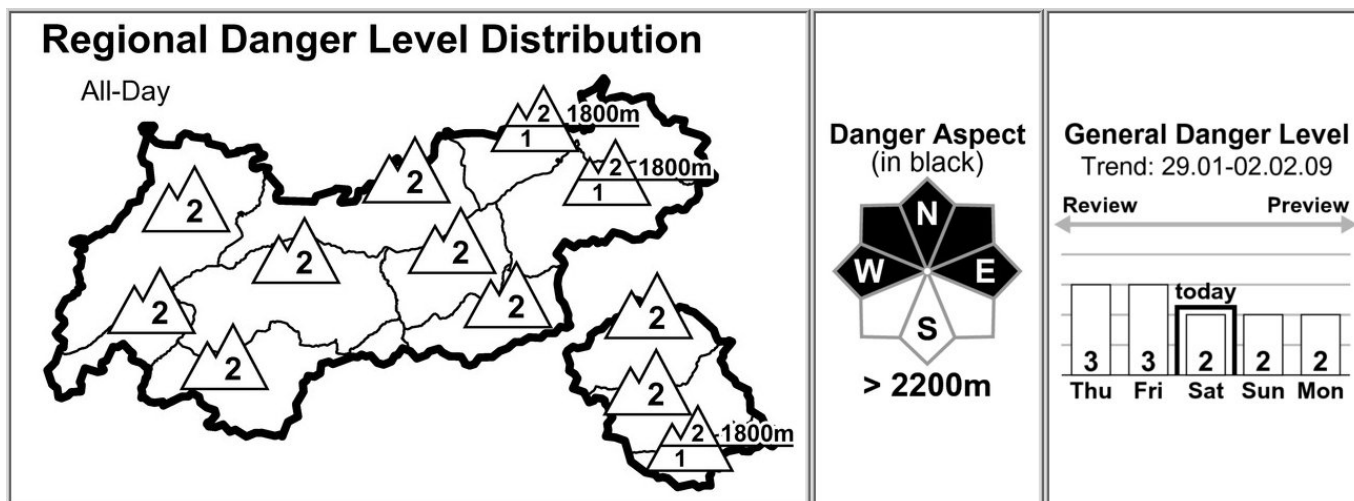 Regional Danger Level Distribution
All-Day
2 1800m
1
2 1800m
1
2
2
2
2
2
2
2
2
2
2 1800m
1
Danger Aspect
(in black)
N
W E
S
> 2200m
General Danger Level
Trend: 29.01-02.02.09
Review Preview
today
3 3 2 2 2
Thu Fri Sat Sun Mon